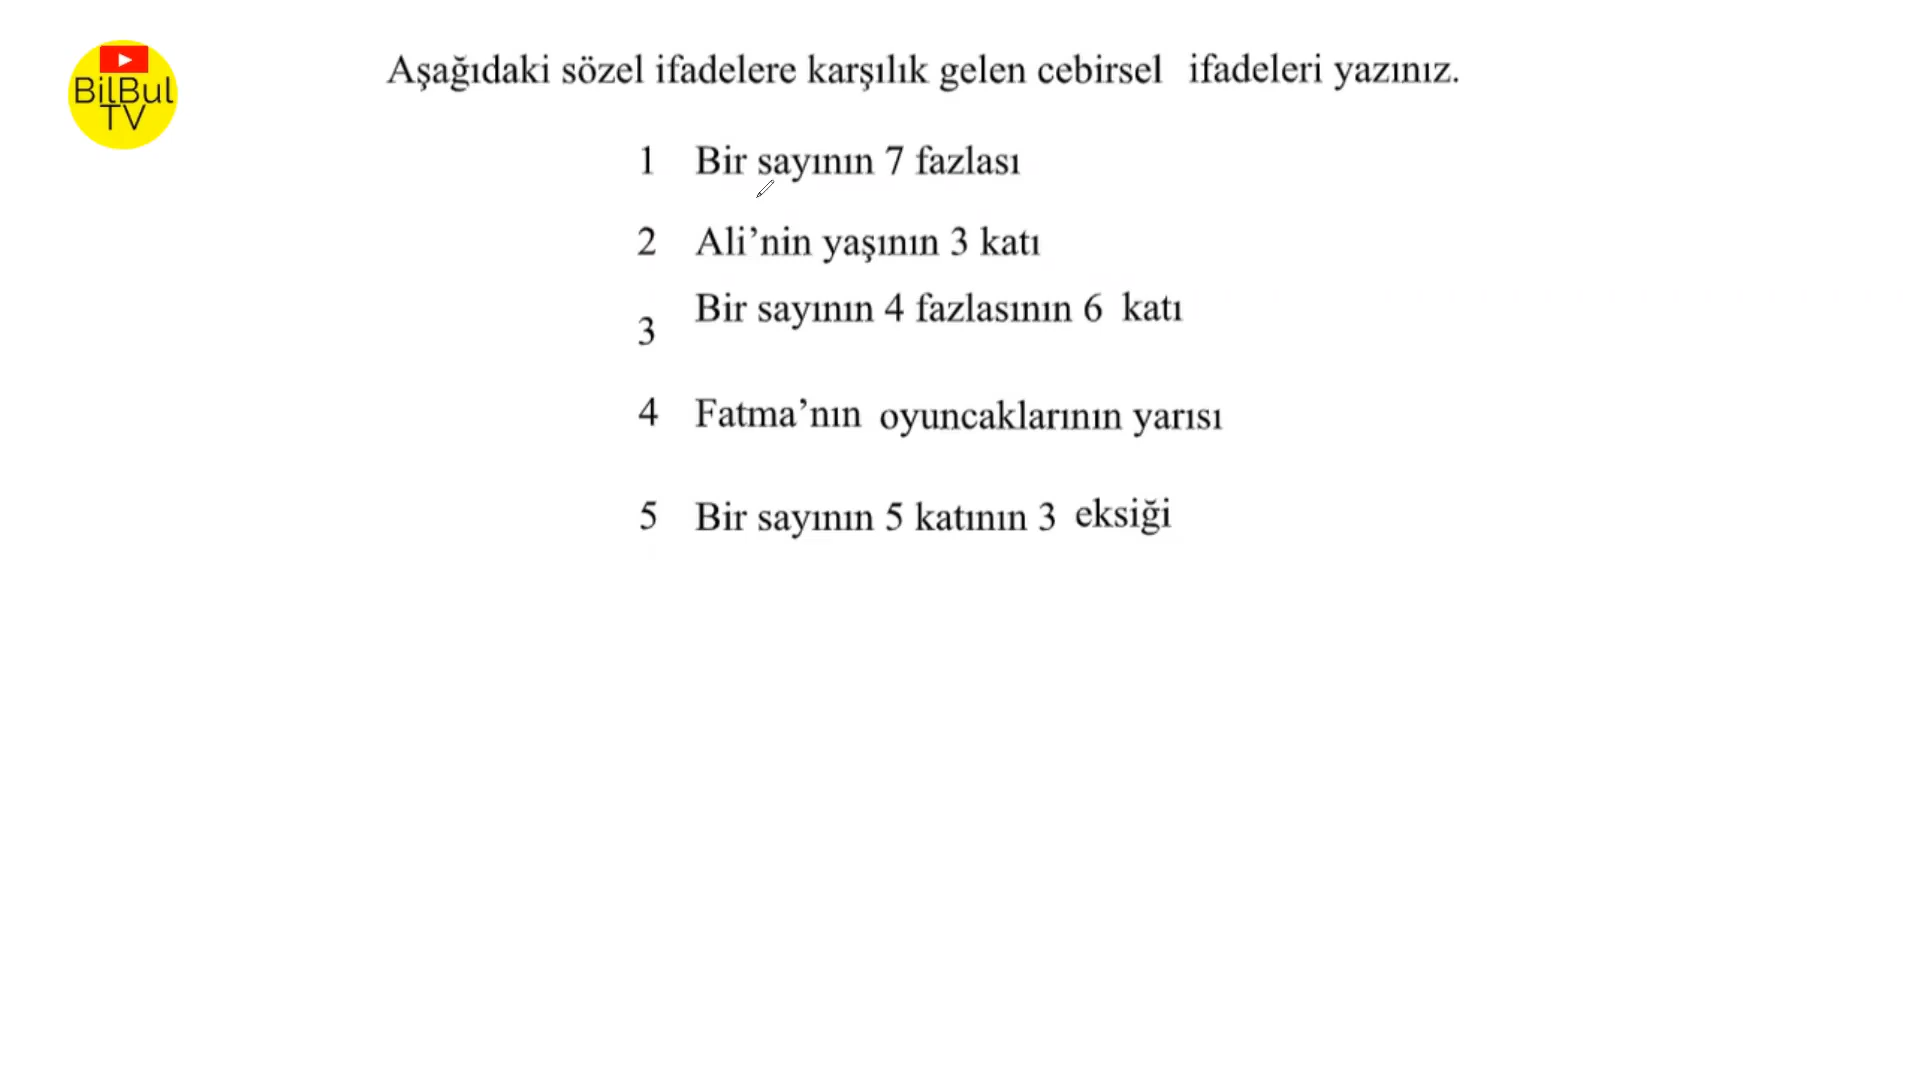 BilBul
TV
Aşağıdaki sözel ifadelere karşılık gelen cebirsel ifadeleri yazınız.
1 Bir sayının 7 fazlası
2 Ali’nin yaşının 3 katı
3 Bir sayının 4 fazlasının 6 katı
4 Fatma’nın oyuncaklarının yarısı
5 Bir sayının 5 katının 3 eksiği